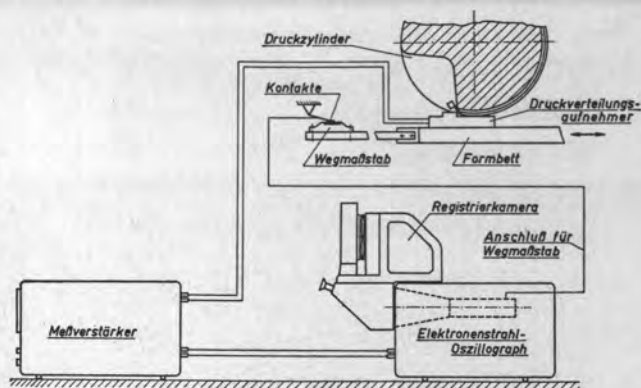 Druckzylinder
Kontakte
Druckverteilungs-
aufnehmer
Wegmaßstab
Formbett
Registrierkamera
Anschluß für
Wegmaßstab
Meßverstärker
Elektronenstrahl-
Oszillograph